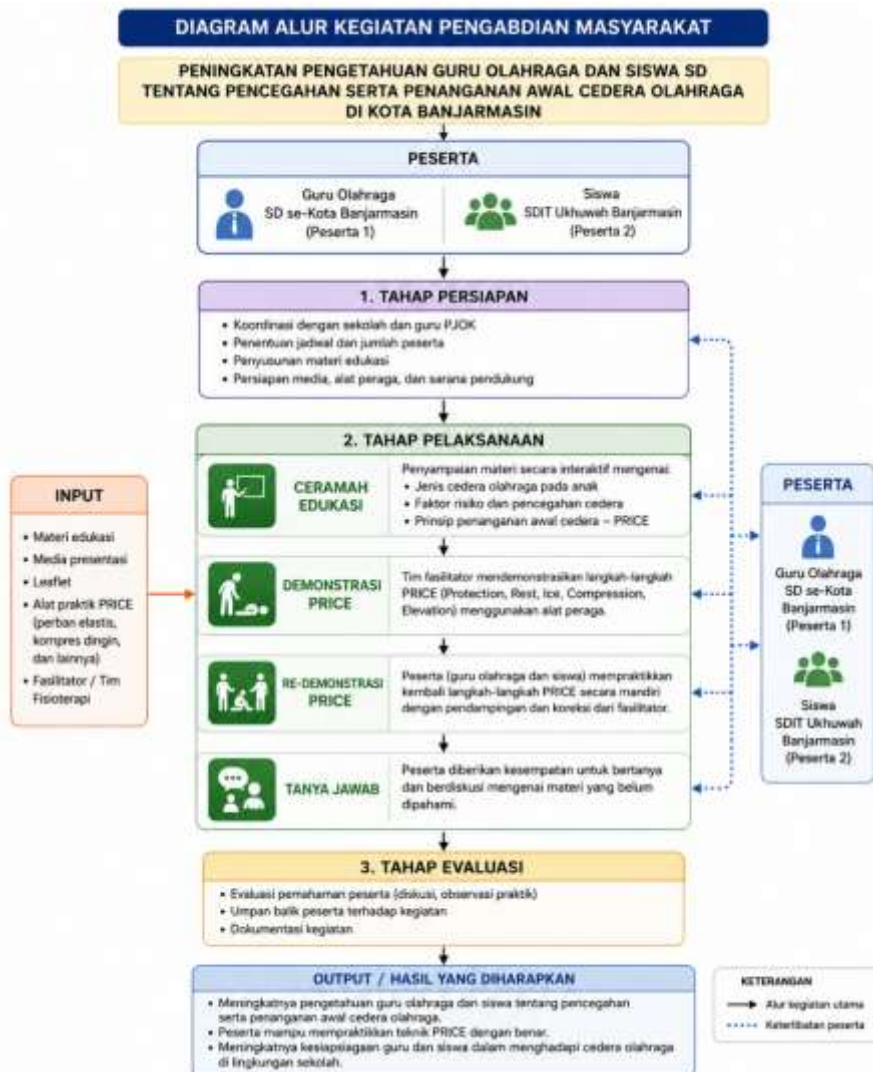 DIAGRAM ALUR KEGIATAN PENGABDIAN MASYARAKAT
PENINGKATAN PENGETAHUAN GURU OLAHRAGA DAN SISWA SD
TENTANG PENCEGAHAN SERTA PENANGANAN AWAL CEDERA OLAHRAGA
DI KOTA BANJARMASIN
PESERTA
Guru Olahraga
SD se-Kota Banjarmasin
(Peserta 1)
Siswa
SDIT Ukhuwah Banjarmasin
(Peserta 2)
1. TAHAP PERSIAPAN
• Koordinasi dengan sekolah dan guru PJOK
• Penentuan jadwal dan jumlah peserta
• Penyusunan materi edukasi
• Persiapan media, alat peraga, dan sarana pendukung
2. TAHAP PELAKSANAAN
CERAMAH
EDUKASI
Penyampaian materi secara interaktif mengenai:
• Jenis cedera olahraga pada anak
• Faktor risiko dan pencegahan cedera
• Prinsip penanganan awal cedera – PRICE
DEMONSTRASI
PRICE
Tim fasilitator mendemonstrasikan langkah-langkah
PRICE (Protection, Rest, Ice, Compression,
Elevation) menggunakan alat peraga.
RE-DEMONSTRASI
PRICE
Peserta (guru olahraga dan siswa) mempraktikkan
kembali langkah-langkah PRICE secara mandiri
dengan pendampingan dan koreksi dari fasilitator.
TANYA JAWAB
Peserta diberikan kesempatan untuk bertanya
dan berdiskusi mengenai materi yang belum
dipahami.
INPUT
• Materi edukasi
• Media presentasi
• Leaflet
• Alat praktik PRICE
(perban elastis,
kompres dingin,
dan lainnya)
• Fasilitator / Tim
Fisioterapi
PESERTA
Guru Olahraga
SD se-Kota
Banjarmasin
(Peserta 1)
Siswa
SDIT Ukhuwah
Banjarmasin
(Peserta 2)
3. TAHAP EVALUASI
• Evaluasi pemahaman peserta (diskusi, observasi praktik)
• Umpan balik peserta terhadap kegiatan
• Dokumentasi kegiatan
OUTPUT / HASIL YANG DIHARAPKAN
• Meningkatnya pengetahuan guru olahraga dan siswa tentang pencegahan
serta penanganan awal cedera olahraga.
• Peserta mampu mempraktikkan teknik PRICE dengan benar.
• Meningkatnya kesiapsiagaan guru dan siswa dalam menghadapi cedera olahraga
di lingkungan sekolah.
KETERANGAN
Alur kegiatan utama
Keterlibatan peserta